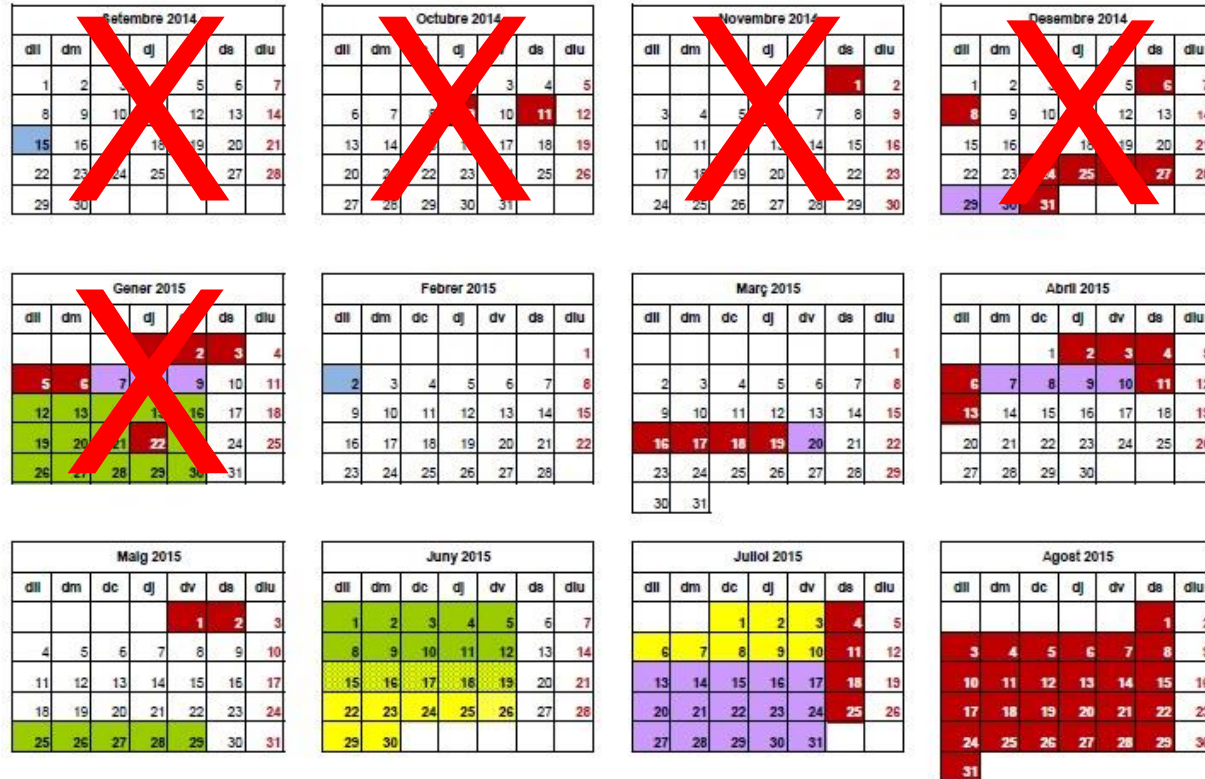 Setembre 2014
dll dm dj ds dlu
1 2 5 6 7
8 9 10 12 13 14
15 16 18 19 20 21
22 23 24 25 27 28
29 30
Octubre 2014
dll dm dj ds dlu
3 4 5
6 7 10 11 12
13 14 17 18 19
20 22 23 25 26
27 28 29 30 31
Novembre 2014
dll dm dj ds dlu
1 2
3 4 7 8 9
10 11 13 14 15 16
17 18 19 20 22 23
24 25 26 27 28 29 30
Desembre 2014
dll dm dj ds dlu
1 2 5 6
8 9 10 12 13
15 16 18 19 20
22 23 24 25 27
29 30 31
Gener 2015
dll dm dj ds dlu
2 3 4
5 6 7 9 10 11
12 13 15 16 17 18
19 20 21 22 24 25
26 27 28 29 30 31
Febrer 2015
dll dm dc dj dv ds dlu
1
2 3 4 5 6 7 8
9 10 11 12 13 14 15
16 17 18 19 20 21 22
23 24 25 26 27 28
Març 2015
dll dm dc dj dv ds dlu
1
2 3 4 5 6 7 8
9 10 11 12 13 14 15
16 17 18 19 20 21 22
23 24 25 26 27 28 29
30 31
Abril 2015
dll dm dc dj dv ds dlu
1 2 3 4
6 7 8 9 10 11
13 14 15 16 17 18
20 21 22 23 24 25
27 28 29 30
Maig 2015
dll dm dc dj dv ds dlu
1 2 3
4 5 6 7 8 9 10
11 12 13 14 15 16 17
18 19 20 21 22 23 24
25 26 27 28 29 30 31
Juny 2015
dll dm dc dj dv ds dlu
1 2 3 4 5 6 7
8 9 10 11 12 13 14
15 16 17 18 19 20 21
22 23 24 25 26 27 28
29 30
Juliol 2015
dll dm dc dj dv ds dlu
1 2 3 4 5
6 7 8 9 10 11 12
13 14 15 16 17 18 19
20 21 22 23 24 25 26
27 28 29 30 31
Agost 2015
dll dm dc dj dv ds dlu
1
3 4 5 6 7 8
10 11 12 13 14 15
17 18 19 20 21 22
24 25 26 27 28 29
31